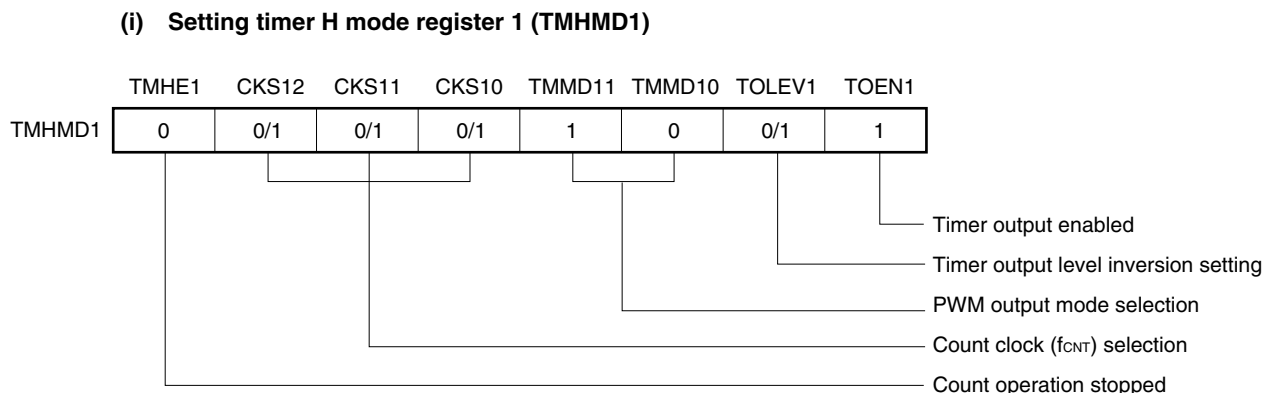 (i) Setting timer H mode register 1 (TMHMD1)
TMHE1 CKS12 CKS11 CKS10 TMMD11 TMMD10 TOLEV1 TOEN1
TMHMD1 0 0/1 0/1 0/1 1 0 0/1 1
Timer output enabled
Timer output level inversion setting
PWM output mode selection
Count clock (fCNT) selection
Count operation stopped